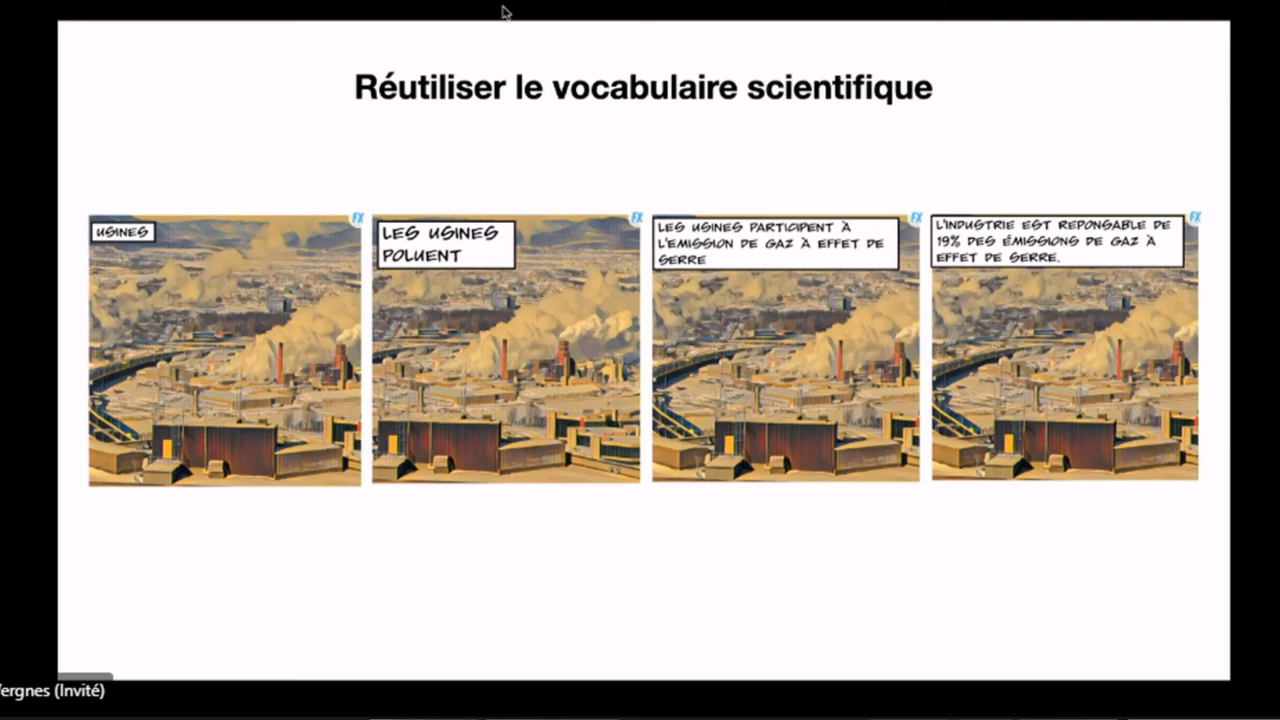 Réutiliser le vocabulaire scientifique
FX
USINES
FX
LES USINES
POLUENT
FX
LES USINES PARTICIPENT À
L'EMISSION DE GAZ À EFFET DE
SERRE
FX
L'INDUSTRIE EST REPONSABLE DE
19% DES ÉMISSIONS DE GAZ À
EFFET DE SERRE.
(Invité)